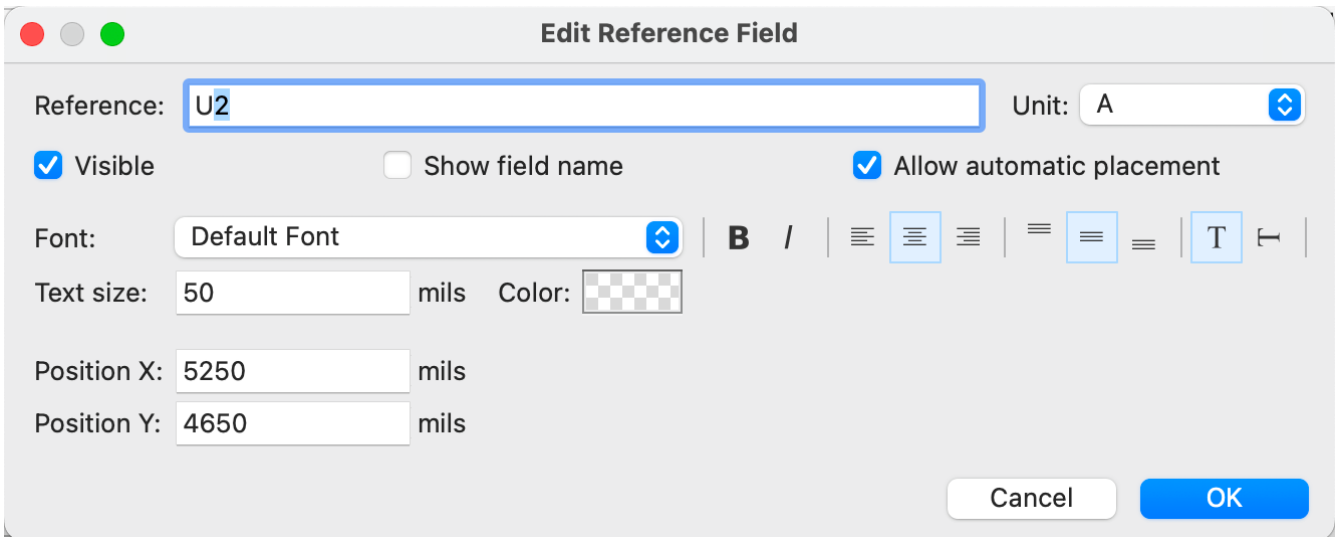 Edit Reference Field
Reference: U2 Unit: A
Visible Show field name Allow automatic placement
Font: Default Font B I T T
Text size: 50 mils Color:
Position X: 5250 mils
Position Y: 4650 mils
Cancel OK